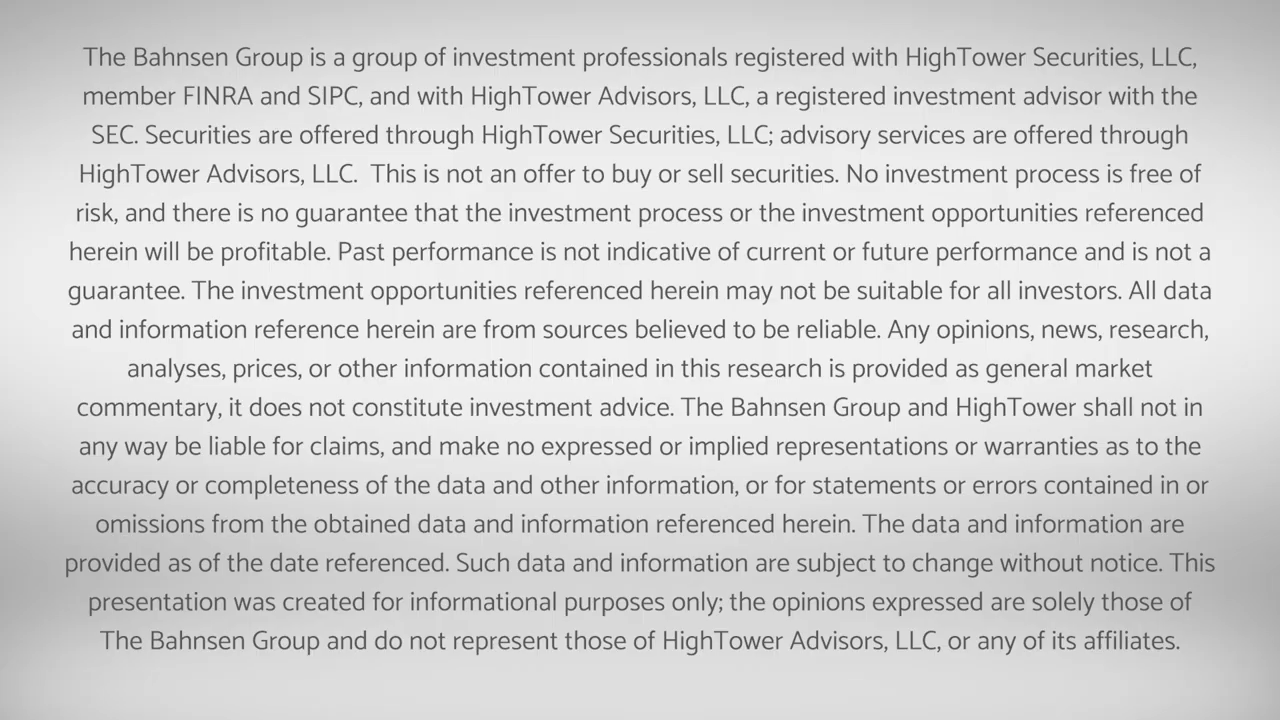 The Bahnsen Group is a group of investment professionals registered with HighTower Securities, LLC,
member FINRA and SIPC, and with HighTower Advisors, LLC, a registered investment advisor with the
SEC. Securities are offered through HighTower Securities, LLC; advisory services are offered through
HighTower Advisors, LLC.  This is not an offer to buy or sell securities. No investment process is free of
risk, and there is no guarantee that the investment process or the investment opportunities referenced
herein will be profitable. Past performance is not indicative of current or future performance and is not a
guarantee. The investment opportunities referenced herein may not be suitable for all investors. All data
and information reference herein are from sources believed to be reliable. Any opinions, news, research,
analyses, prices, or other information contained in this research is provided as general market
commentary, it does not constitute investment advice. The Bahnsen Group and HighTower shall not in
any way be liable for claims, and make no expressed or implied representations or warranties as to the
accuracy or completeness of the data and other information, or for statements or errors contained in or
omissions from the obtained data and information referenced herein. The data and information are
provided as of the date referenced. Such data and information are subject to change without notice. This
presentation was created for informational purposes only; the opinions expressed are solely those of
The Bahnsen Group and do not represent those of HighTower Advisors, LLC, or any of its affiliates.